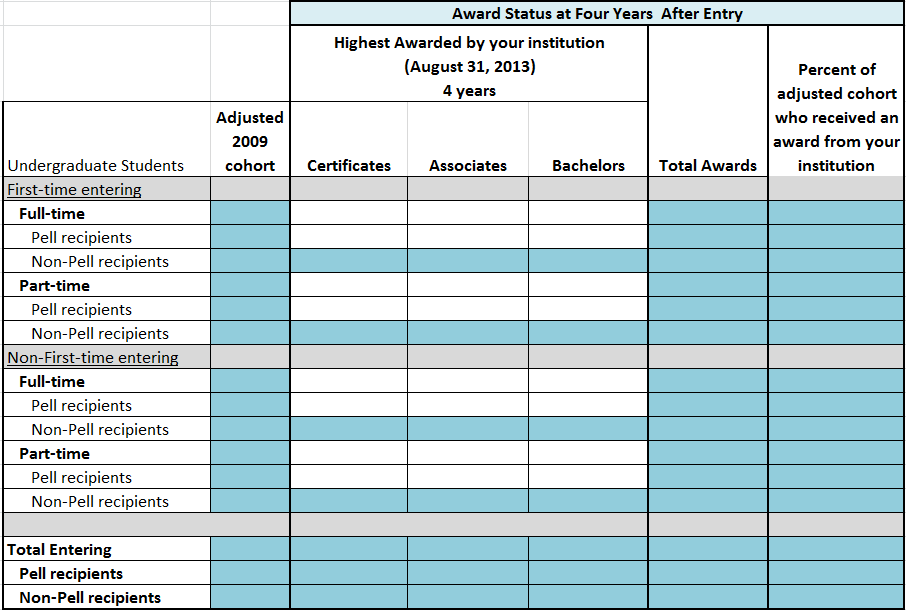 Award Status at Four Years After Entry
Highest Awarded by your institution
(August 31, 2013)
4 years
Percent of
adjusted cohort
who received an
award from your
institution
Adjusted
2009
cohort
Undergraduate Students
Certificates
Associates
Bachelors
Total Awards
First-time entering
Full-time
Pell recipients
Non-Pell recipients
Part-time
Pell recipients
Non-Pell recipients
Non-First-time entering
Full-time
Pell recipients
Non-Pell recipients
Part-time
Pell recipients
Non-Pell recipients
Total Entering
Pell recipients
Non-Pell recipients